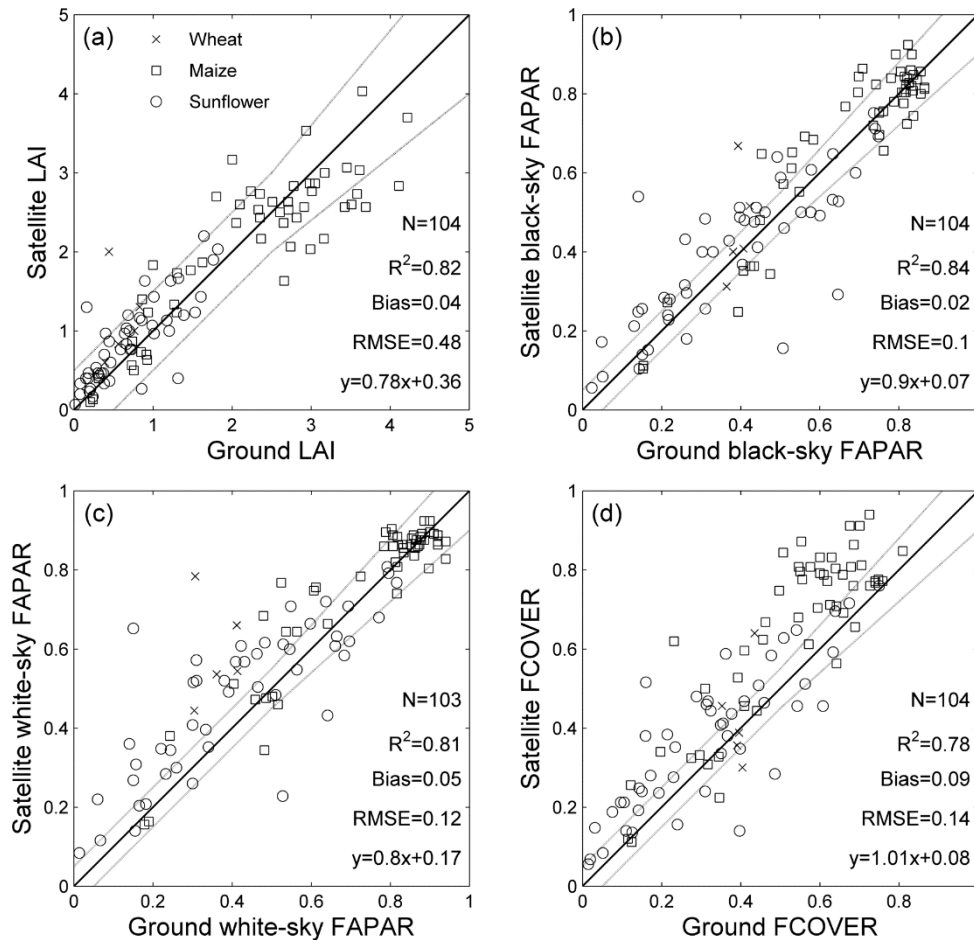 (a)
Wheat
Maize
Sunflower
N=104
R²=0.82
Bias=0.04
RMSE=0.48
y=0.78x+0.36
Satellite LAI
5
4
3
2
1
0
0 1 2 3 4 5
Ground LAI
(b)
N=104
R²=0.84
Bias=0.02
RMSE=0.1
y=0.9x+0.07
Satellite black-sky FAPAR
1
0.8
0.6
0.4
0.2
0
0 0.2 0.4 0.6 0.8 1
Ground black-sky FAPAR
(c)
N=103
R²=0.81
Bias=0.05
RMSE=0.12
y=0.8x+0.17
Satellite white-sky FAPAR
1
0.8
0.6
0.4
0.2
0
0 0.2 0.4 0.6 0.8 1
Ground white-sky FAPAR
(d)
N=104
R²=0.78
Bias=0.09
RMSE=0.14
y=1.01x+0.08
Satellite FCOVER
1
0.8
0.6
0.4
0.2
0
0 0.2 0.4 0.6 0.8 1
Ground FCOVER